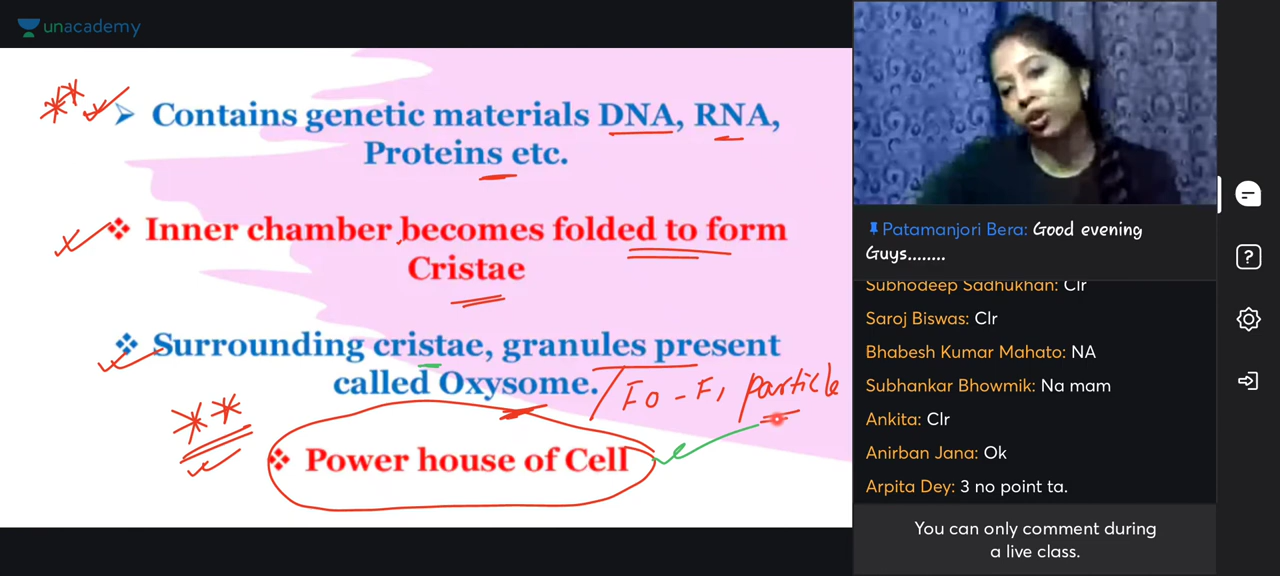 unacademy
Contains genetic materials DNA, RNA,
Proteins etc.
Inner chamber becomes folded to form
Cristae
Surrounding cristae, granules present
called Oxysome. / F0 - F1 particle
Power house of Cell
Patamanjori Bera: Good evening
Guys........
Subhodeep Sadhukhan: Clr
Saroj Biswas: Clr
Bhabesh Kumar Mahato: NA
Subhankar Bhowmik: Na mam
Ankita: Clr
Anirban Jana: Ok
Arpita Dey: 3 no point ta.
You can only comment during
a live class.